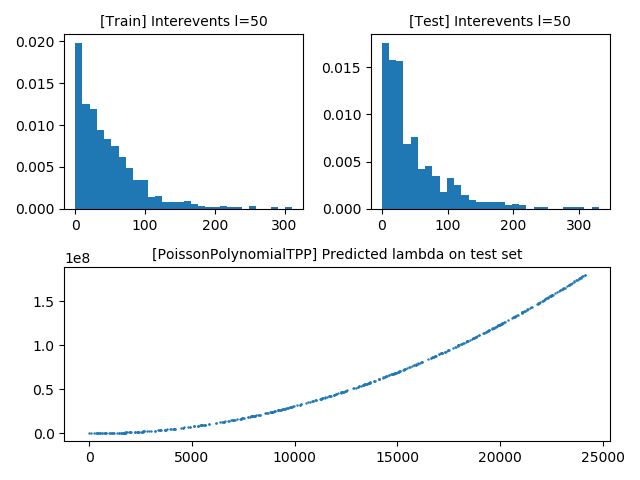 [Train] Interevents l=50
[Test] Interevents l=50
0.020
0.015
0.010
0.005
0.000
0 100 200 300
0.015
0.010
0.005
0.000
0 100 200 300
[PoissonPolynomialTPP] Predicted lambda on test set
1e8
1.5
1.0
0.5
0.0
0 5000 10000 15000 20000 25000